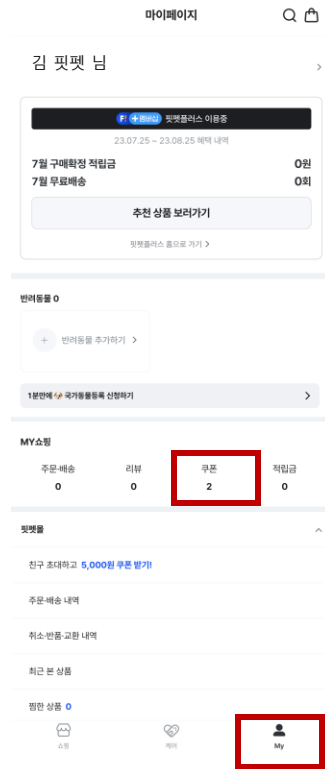 마이페이지
김 핏펫 님
F! +멤버십 핏펫플러스 이용중
23.07.25 ~ 23.08.25 혜택 내역
7월 구매확정 적립금 0원
7월 무료배송 0회
추천 상품 보러가기
핏펫플러스 홈으로 가기 >
반려동물 0
+ 반려동물 추가하기 >
1분만에 국가동물등록 신청하기 >
MY쇼핑
주문·배송 리뷰 쿠폰 적립금
0 0 2 0
핏펫몰
친구 초대하고 5,000원 쿠폰 받기!
주문·배송 내역
취소·반품·교환 내역
최근 본 상품
찜한 상품 0
쇼핑 케어 My